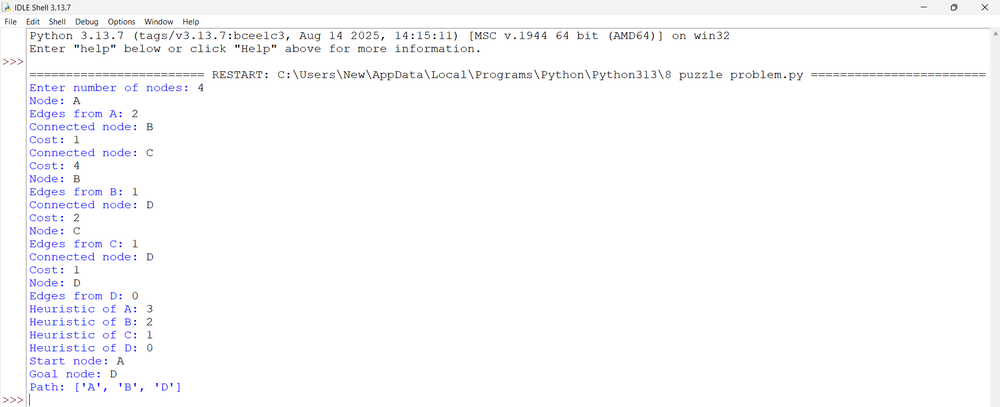 IDLE Shell 3.13.7
File Edit Shell Debug Options Window Help
Python 3.13.7 (tags/v3.13.7:bcee1c3, Aug 14 2025, 14:15:11) [MSC v.1944 64 bit (AMD64)] on win32
Enter "help" below or click "Help" above for more information.
>>>
======================== RESTART: C:\Users\New\AppData\Local\Programs\Python\Python313\8 puzzle problem.py ========================
Enter number of nodes: 4
Node: A
Edges from A: 2
Connected node: B
Cost: 1
Connected node: C
Cost: 4
Node: B
Edges from B: 1
Connected node: D
Cost: 2
Node: C
Edges from C: 1
Connected node: D
Cost: 1
Node: D
Edges from D: 0
Heuristic of A: 3
Heuristic of B: 2
Heuristic of C: 1
Heuristic of D: 0
Start node: A
Goal node: D
Path: ['A', 'B', 'D']
>>>